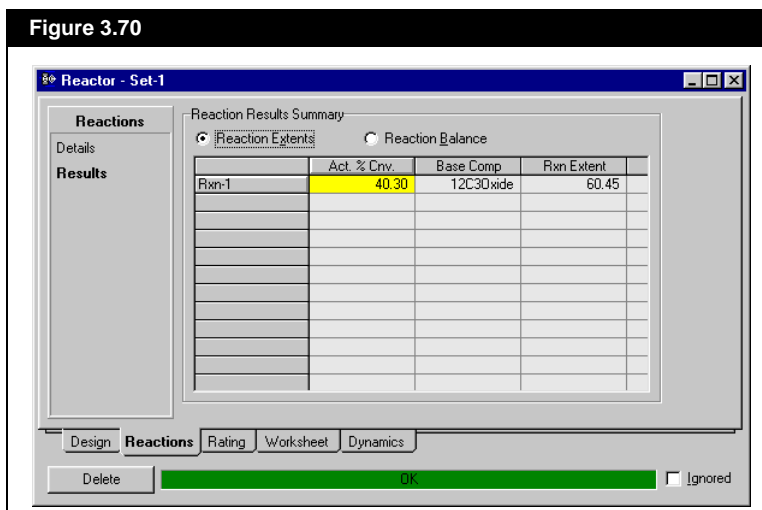 Figure 3.70
Reactor - Set-1
Reactions
Details
Results
Reaction Results Summary
Reaction Extents
Reaction Balance
Act. % Cnv. Base Comp Rxn Extent
Rxn-1 40.30 12C3Oxide 60.45
Design Reactions Rating Worksheet Dynamics
Delete OK Ignored